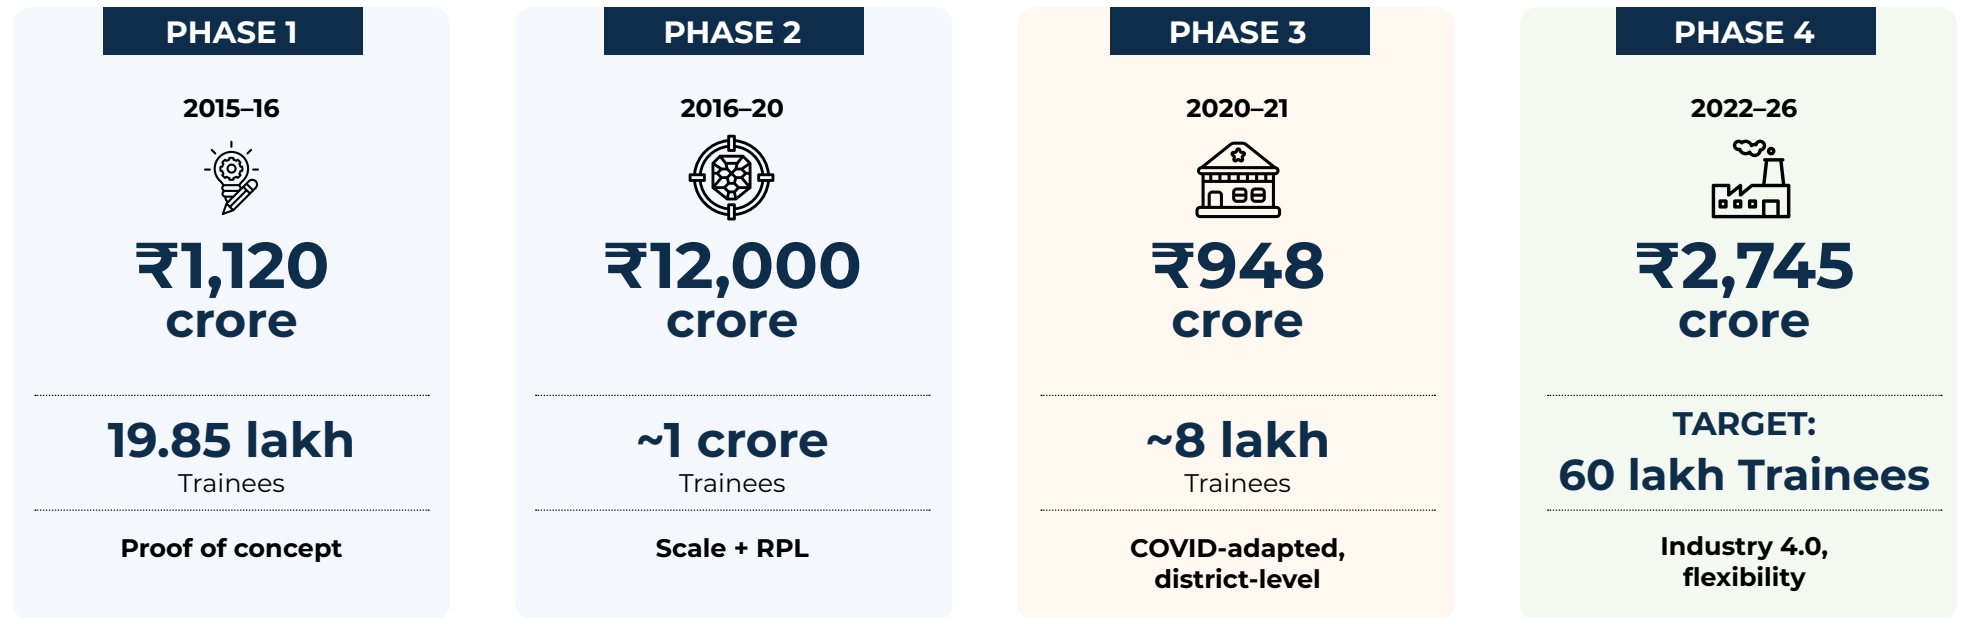 PHASE 1
2015–16
₹1,120
crore
19.85 lakh
Trainees
Proof of concept
PHASE 2
2016–20
₹12,000
crore
~1 crore
Trainees
Scale + RPL
PHASE 3
2020–21
₹948
crore
~8 lakh
Trainees
COVID-adapted,
district-level
PHASE 4
2022–26
₹2,745
crore
TARGET:
60 lakh Trainees
Industry 4.0,
flexibility